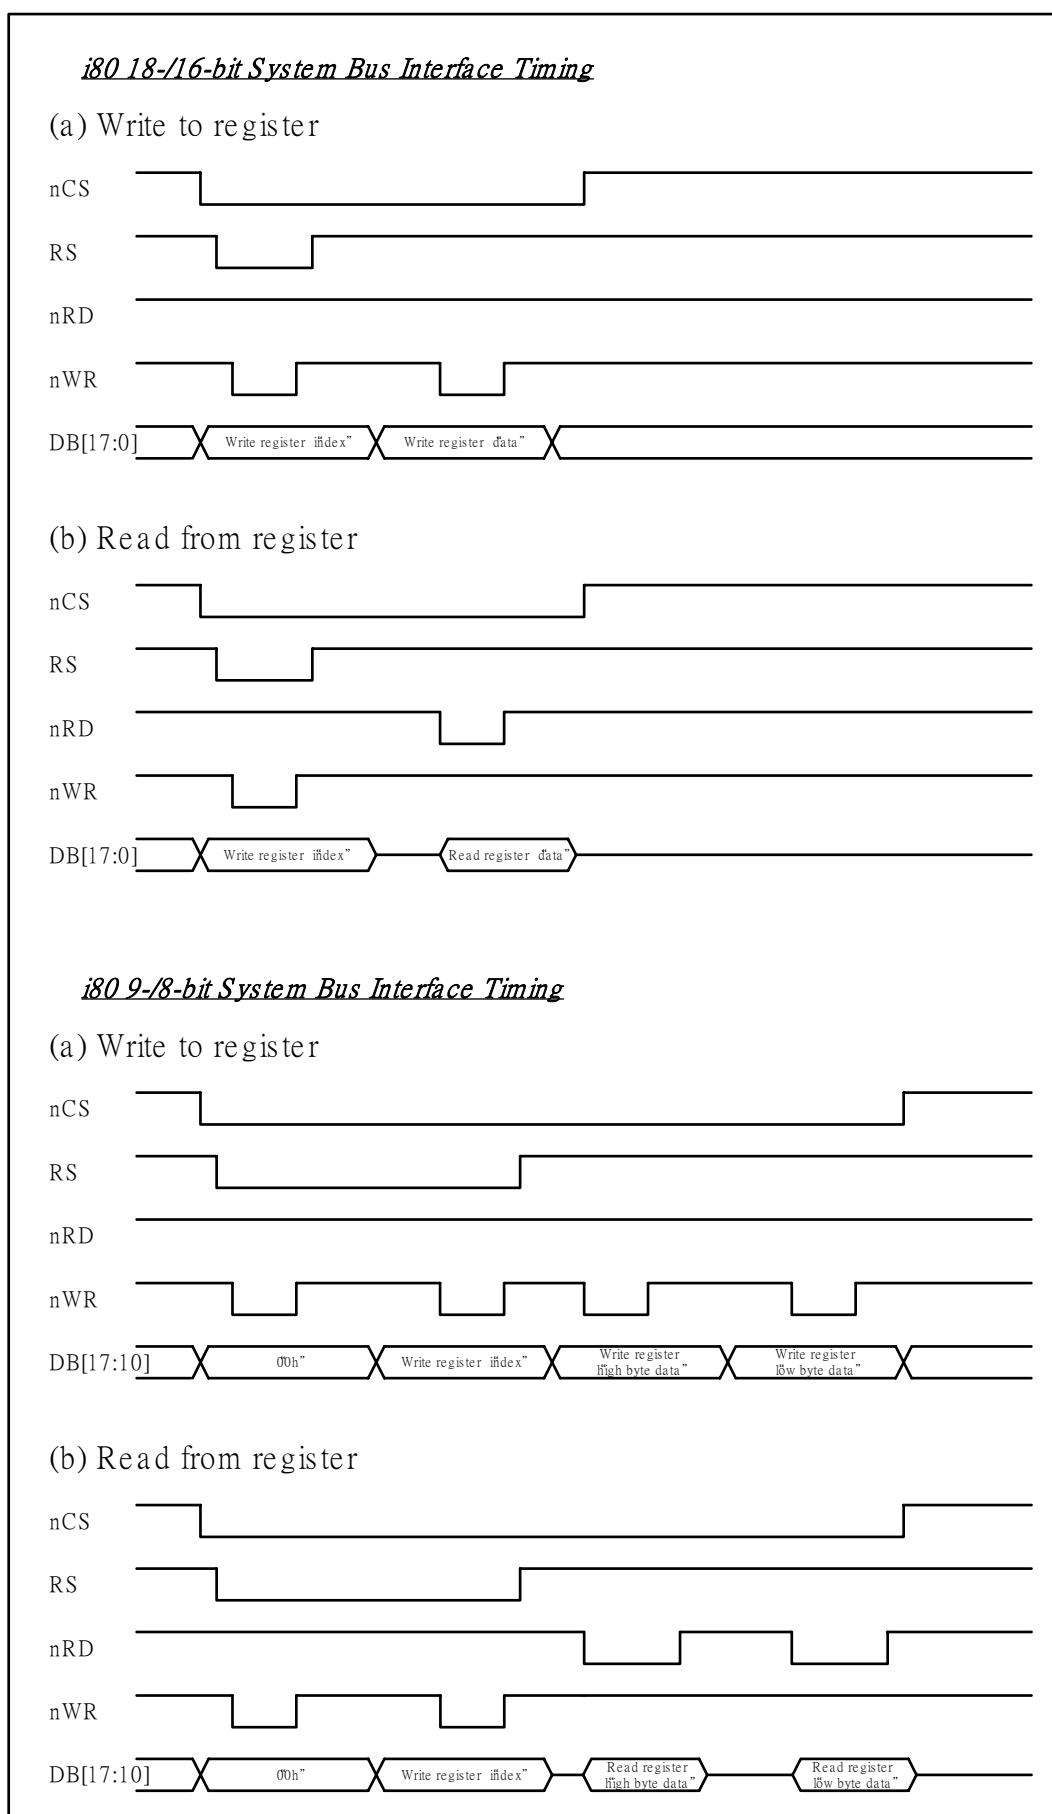 i80 18-/16-bit System Bus Interface Timing
(a) Write to register
nCS
RS
nRD
nWR
DB[17:0]
Write register “index”
Write register “data”
(b) Read from register
nCS
RS
nRD
nWR
DB[17:0]
Write register “index”
Read register “data”
i80 9-/8-bit System Bus Interface Timing
(a) Write to register
nCS
RS
nRD
nWR
DB[17:10]
“00h”
Write register “index”
Write register
“high byte data”
Write register
“low byte data”
(b) Read from register
nCS
RS
nRD
nWR
DB[17:10]
“00h”
Write register “index”
Read register
“high byte data”
Read register
“low byte data”